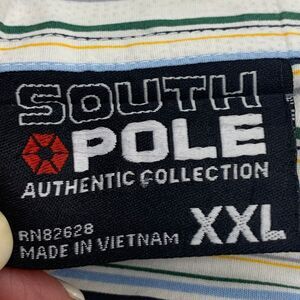 SOUTH
POLE
AUTHENTIC COLLECTION
RN82628
MADE IN VIETNAM
XXL